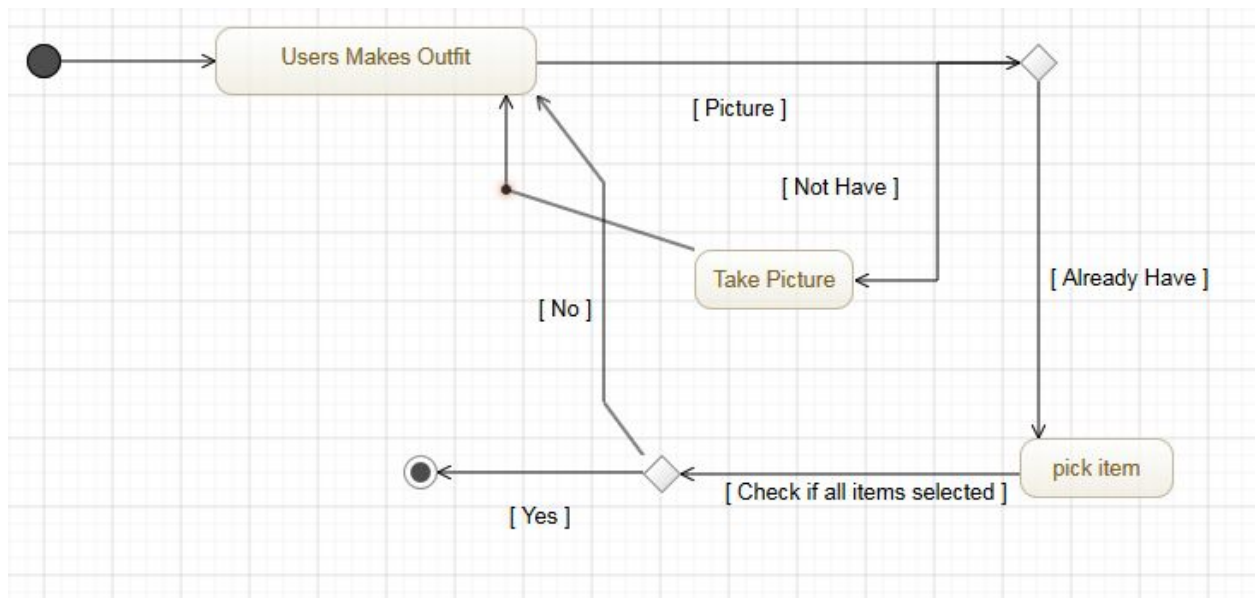 Users Makes Outfit
[ Picture ]
[ Not Have ]
Take Picture
[ Already Have ]
[ No ]
pick item
[ Check if all items selected ]
[ Yes ]